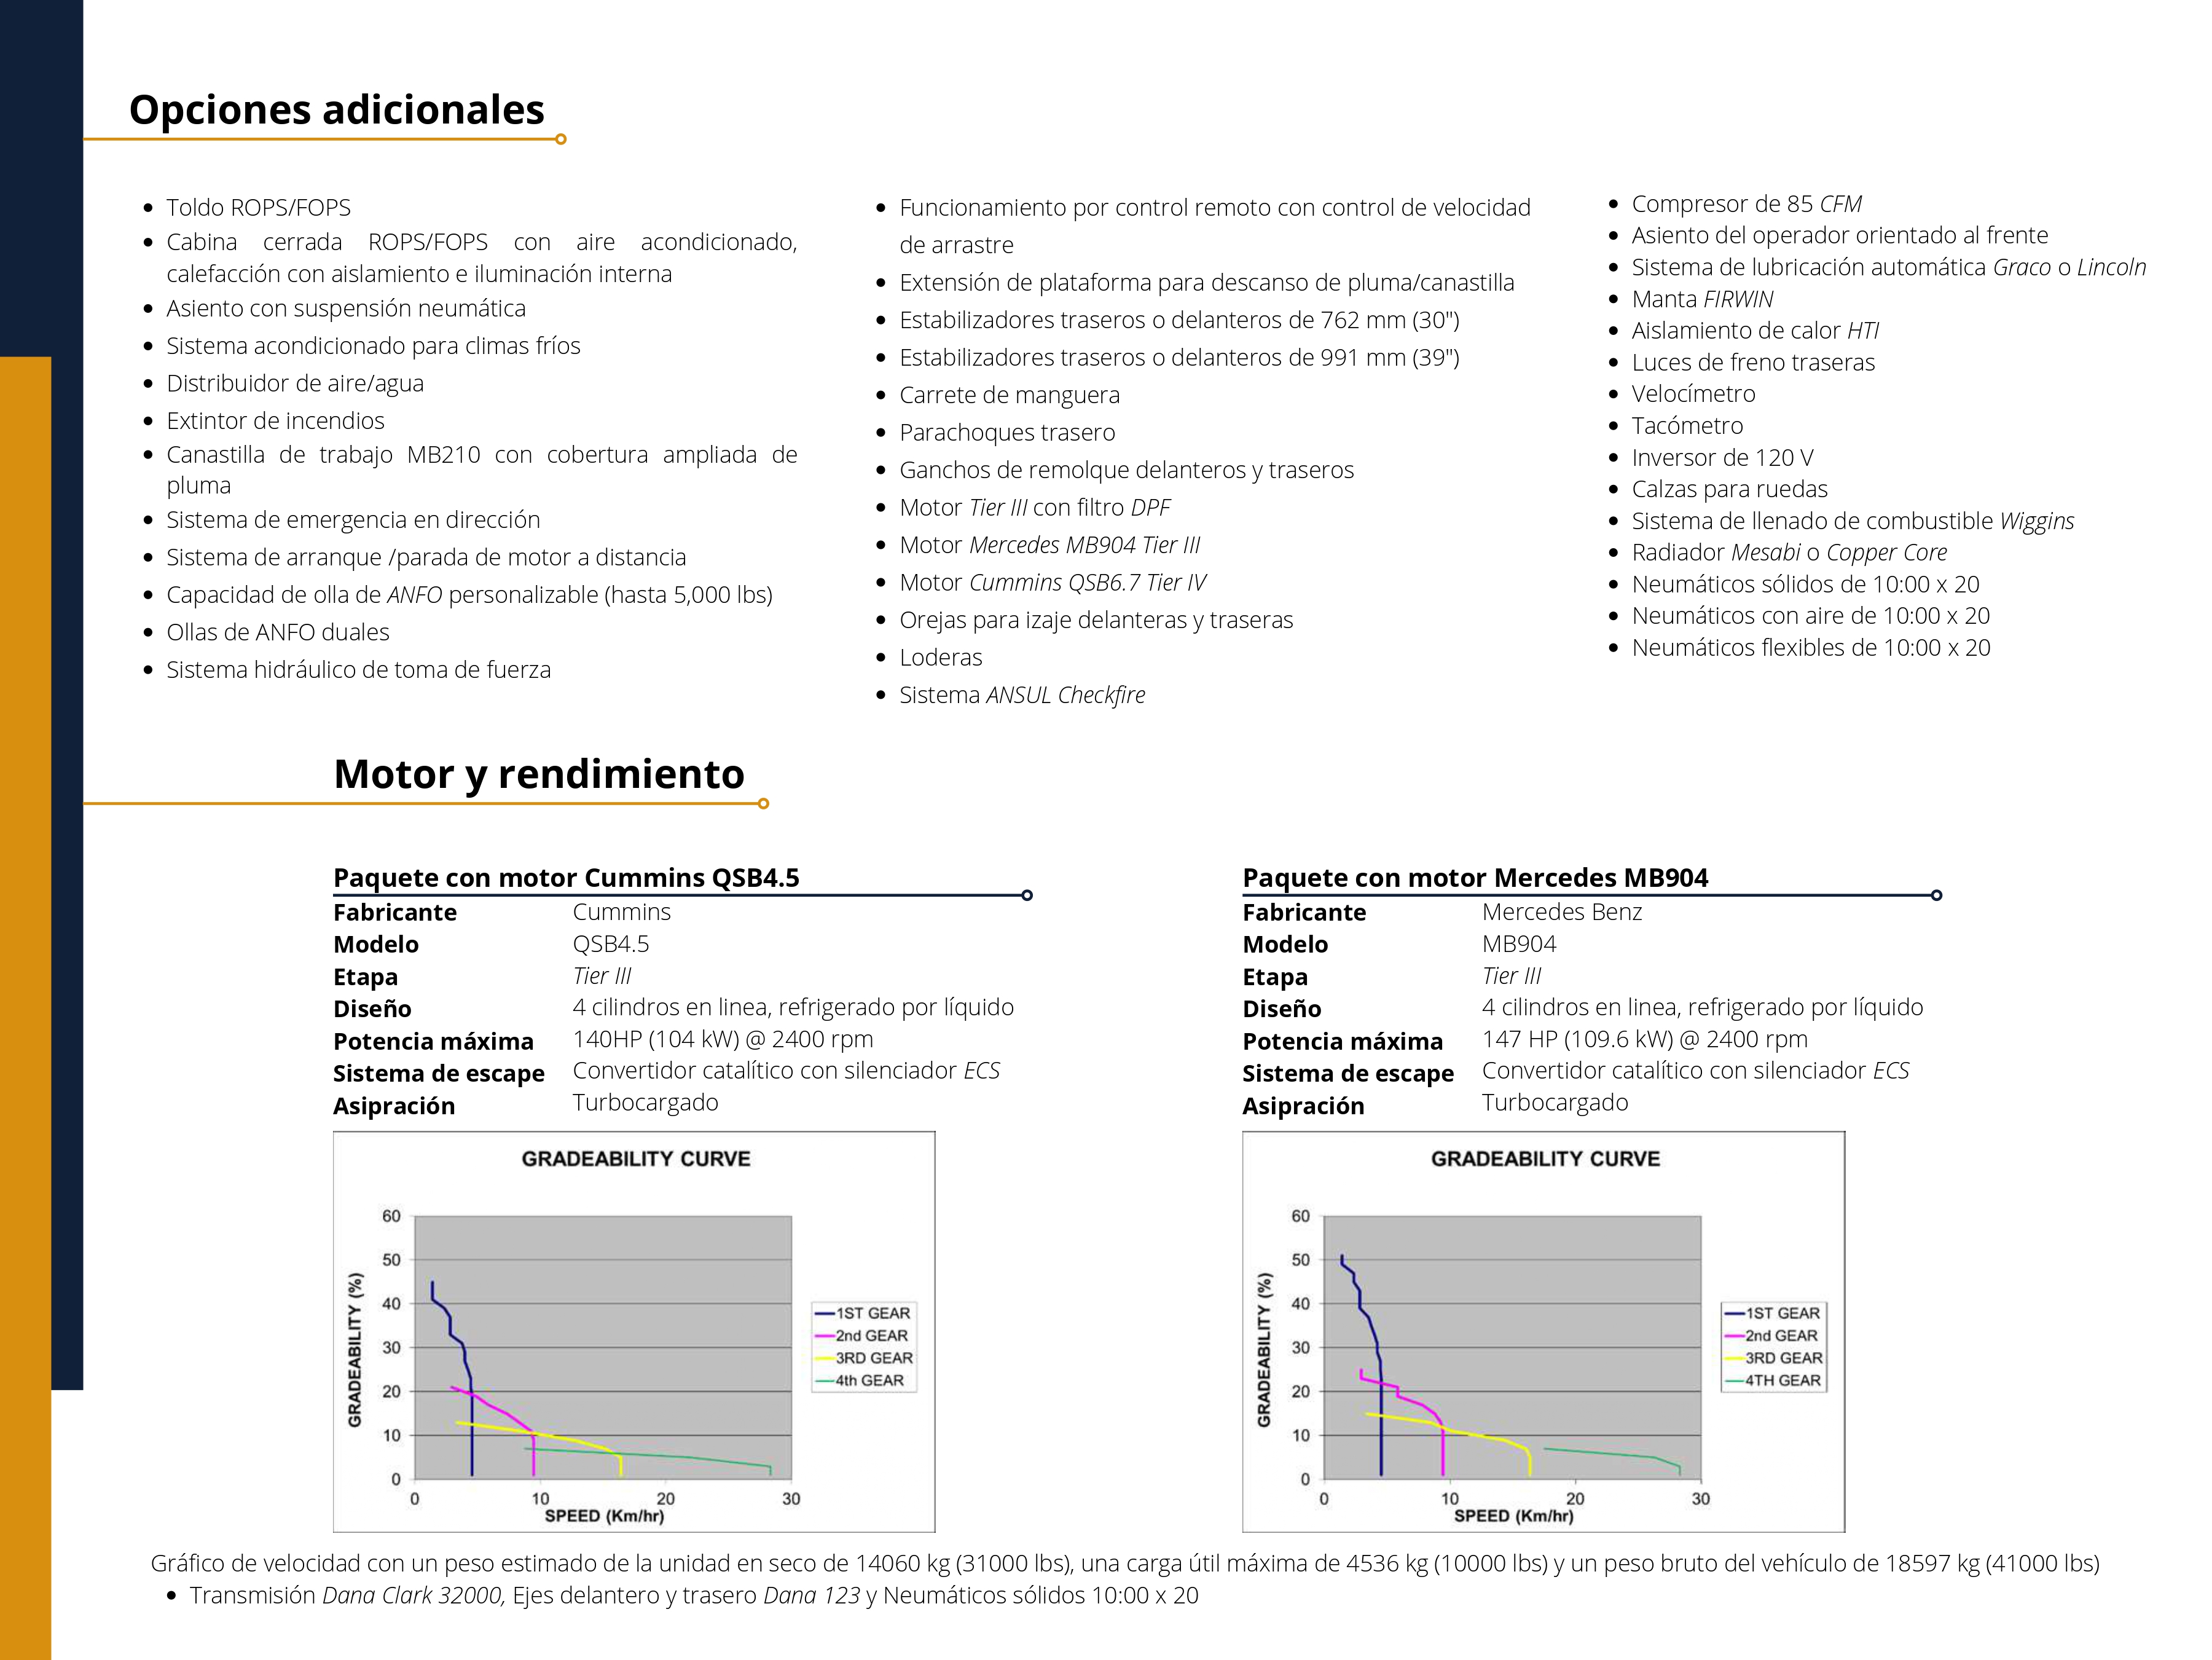 Opciones adicionales
Toldo ROPS/FOPS
Cabina cerrada ROPS/FOPS con aire acondicionado,
calefacción con aislamiento e iluminación interna
Asiento con suspensión neumática
Sistema acondicionado para climas fríos
Distribuidor de aire/agua
Extintor de incendios
Canastilla de trabajo MB210 con cobertura ampliada de
pluma
Sistema de emergencia en dirección
Sistema de arranque /parada de motor a distancia
Capacidad de olla de ANFO personalizable (hasta 5,000 lbs)
Ollas de ANFO duales
Sistema hidráulico de toma de fuerza
Funcionamiento por control remoto con control de velocidad
de arrastre
Extensión de plataforma para descanso de pluma/canastilla
Estabilizadores traseros o delanteros de 762 mm (30")
Estabilizadores traseros o delanteros de 991 mm (39")
Carrete de manguera
Parachoques trasero
Ganchos de remolque delanteros y traseros
Motor Tier III con filtro DPF
Motor Mercedes MB904 Tier III
Motor Cummins QSB6.7 Tier IV
Orejas para izaje delanteras y traseras
Loderas
Sistema ANSUL Checkfire
Compresor de 85 CFM
Asiento del operador orientado al frente
Sistema de lubricación automática Graco o Lincoln
Manta FIRWIN
Aislamiento de calor HTI
Luces de freno traseras
Velocímetro
Tacómetro
Inversor de 120 V
Calzas para ruedas
Sistema de llenado de combustible Wiggins
Radiador Mesabi o Copper Core
Neumáticos sólidos de 10:00 x 20
Neumáticos con aire de 10:00 x 20
Neumáticos flexibles de 10:00 x 20
Motor y rendimiento
Paquete con motor Cummins QSB4.5
Fabricante Cummins
Modelo QSB4.5
Etapa Tier III
Diseño 4 cilindros en linea, refrigerado por líquido
Potencia máxima 140HP (104 kW) @ 2400 rpm
Sistema de escape Convertidor catalítico con silenciador ECS
Asipración Turbocargado
GRADEABILITY CURVE
GRADEABILITY (%)
60
50
40
30
20
10
0
0 10 20 30
SPEED (Km/hr)
1ST GEAR
2nd GEAR
3RD GEAR
4th GEAR
Paquete con motor Mercedes MB904
Fabricante Mercedes Benz
Modelo MB904
Etapa Tier III
Diseño 4 cilindros en linea, refrigerado por líquido
Potencia máxima 147 HP (109.6 kW) @ 2400 rpm
Sistema de escape Convertidor catalítico con silenciador ECS
Asipración Turbocargado
GRADEABILITY CURVE
GRADEABILITY (%)
60
50
40
30
20
10
0
0 10 20 30
SPEED (Km/hr)
1ST GEAR
2nd GEAR
3RD GEAR
4TH GEAR
Gráfico de velocidad con un peso estimado de la unidad en seco de 14060 kg (31000 lbs), una carga útil máxima de 4536 kg (10000 lbs) y un peso bruto del vehículo de 18597 kg (41000 lbs)
Transmisión Dana Clark 32000, Ejes delantero y trasero Dana 123 y Neumáticos sólidos 10:00 x 20